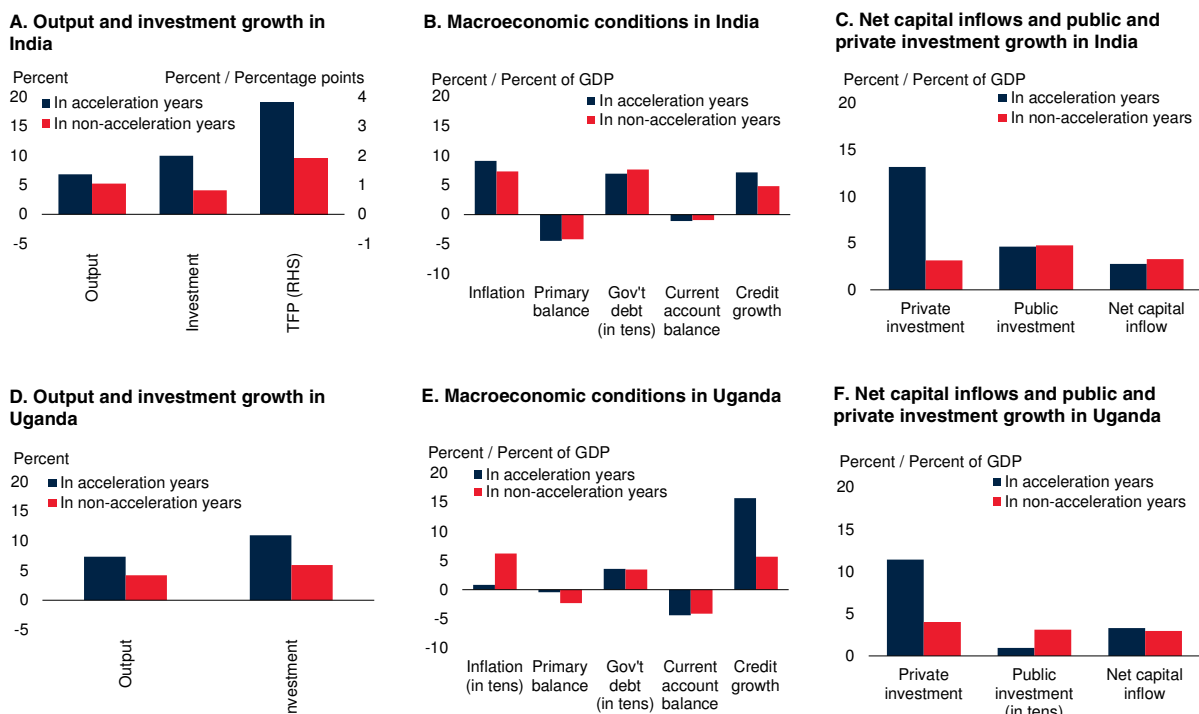 A. Output and investment growth in
India
Percent
Percent / Percentage points
20
15
10
5
0
-5
In acceleration years
In non-acceleration years
4
3
2
1
0
-1
Output
Investment
TFP (RHS)
B. Macroeconomic conditions in India
Percent / Percent of GDP
20
15
10
5
0
-5
-10
In acceleration years
In non-acceleration years
Inflation
Primary
balance
Gov't
debt
(in tens)
Current
account
balance
Credit
growth
C. Net capital inflows and public and
private investment growth in India
Percent / Percent of GDP
20
15
10
5
0
In acceleration years
In non-acceleration years
Private
investment
Public
investment
Net capital
inflow
D. Output and investment growth in
Uganda
Percent
20
15
10
5
0
-5
In acceleration years
In non-acceleration years
Output
Investment
E. Macroeconomic conditions in Uganda
Percent / Percent of GDP
20
15
10
5
0
-5
-10
In acceleration years
In non-acceleration years
Inflation
(in tens)
Primary
balance
Gov't
debt
(in tens)
Current
account
balance
Credit
growth
F. Net capital inflows and public and
private investment growth in Uganda
Percent / Percent of GDP
20
15
10
5
0
In acceleration years
In non-acceleration years
Private
investment
Public
investment
(in tens)
Net capital
inflow